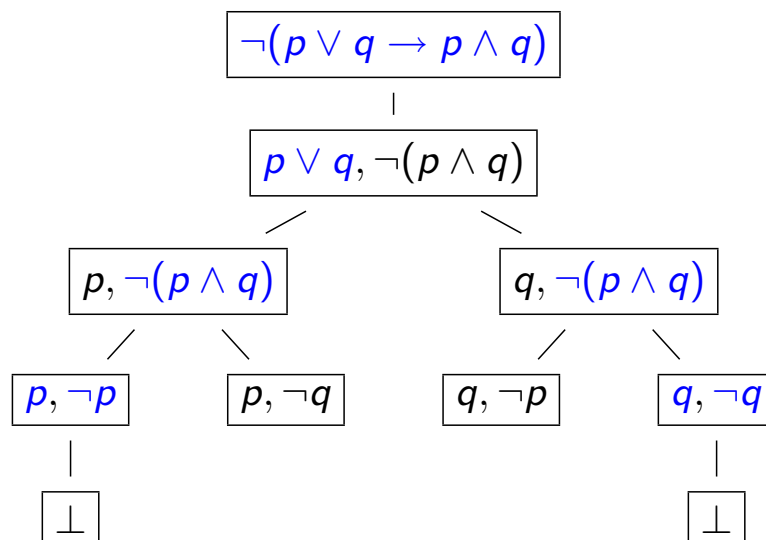 ¬(p ∨ q → p ∧ q)
p ∨ q, ¬(p ∧ q)
p, ¬(p ∧ q)
q, ¬(p ∧ q)
p, ¬p
p, ¬q
q, ¬p
q, ¬q
⊥
⊥